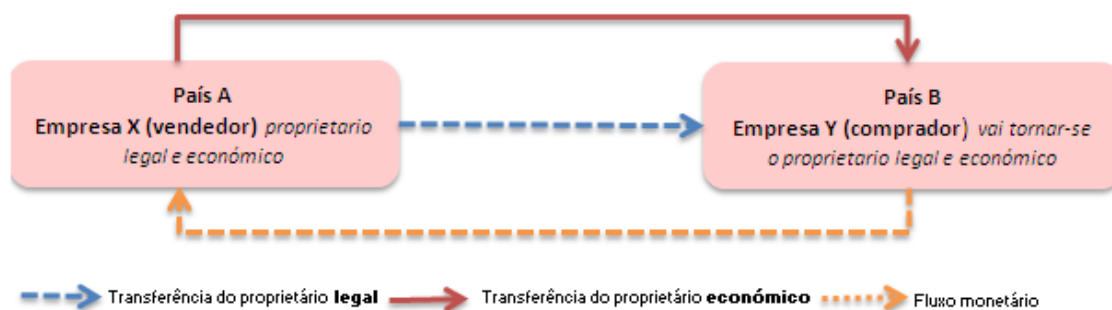 País A
Empresa X (vendedor) proprietario
legal e económico
País B
Empresa Y (comprador) vai tornar-se
o proprietario legal e económico
Transferência do proprietário legal
Transferência do proprietário económico
Fluxo monetário